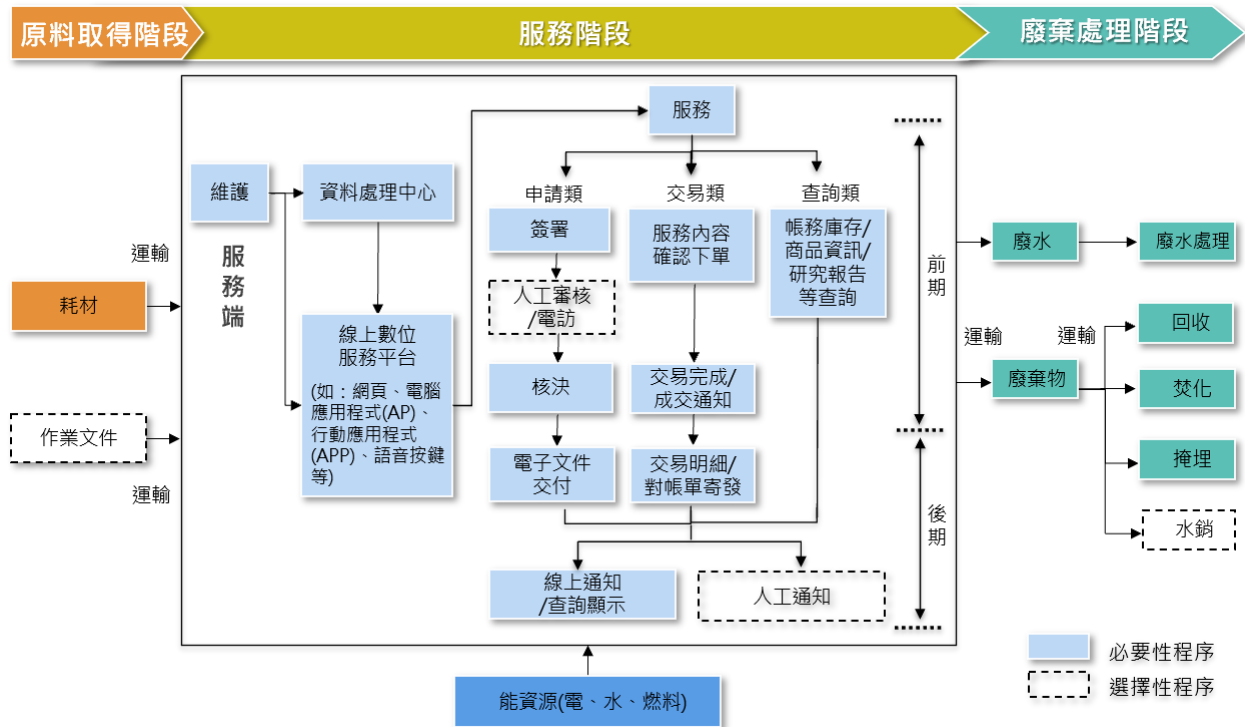 原料取得階段
服務階段
廢棄處理階段
服務
維護
資料處理中心
申請類
交易類
查詢類
簽署
服務內容
確認下單
帳務庫存/
商品資訊/
研究報告
等查詢
服
務
端
運輸
耗材
人工審核
/電訪
線上數位
服務平台
(如：網頁、電腦
應用程式(AP)、
行動應用程式
(APP)、語音按鍵
等)
核決
交易完成/
成交通知
作業文件
運輸
電子文件
交付
交易明細/
對帳單寄發
線上通知
/查詢顯示
人工通知
前
期
後
期
廢水
廢水處理
運輸
運輸
廢棄物
回收
焚化
掩埋
水銷
能資源(電、水、燃料)
必要性程序
選擇性程序